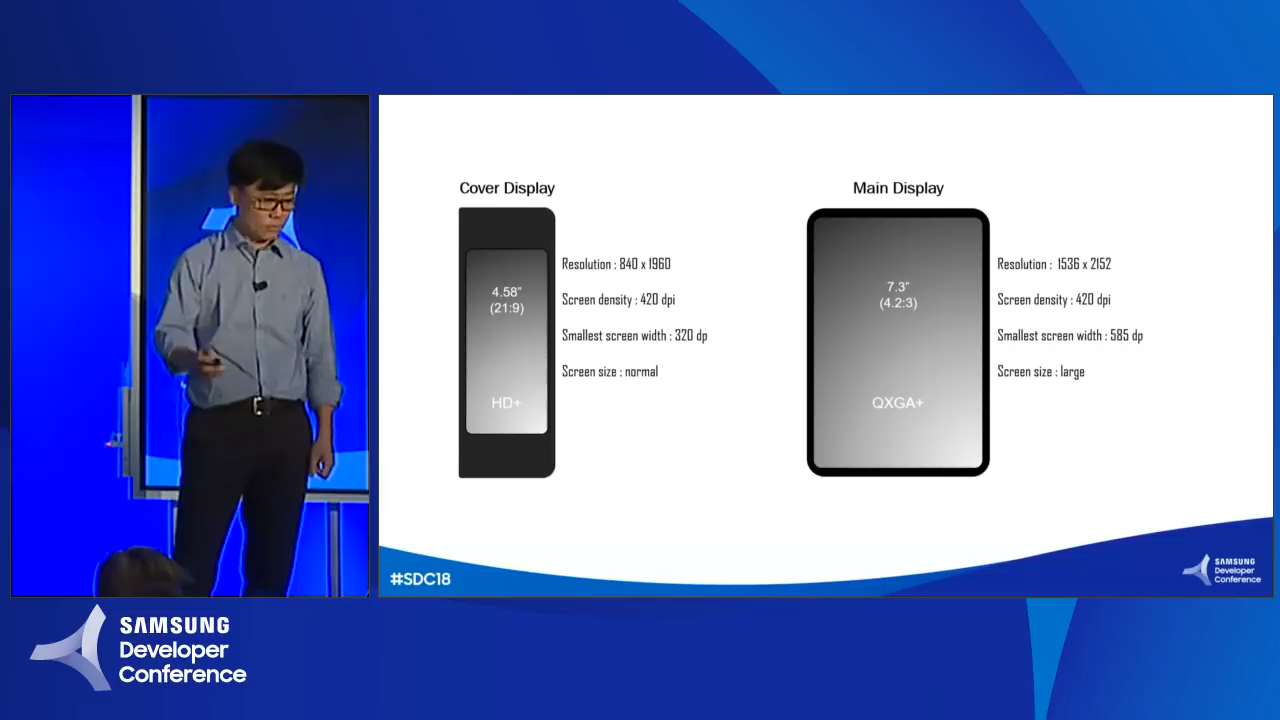 Cover Display
4.58"
(21:9)
HD+
Resolution : 840 x 1960
Screen density : 420 dpi
Smallest screen width : 320 dp
Screen size : normal
Main Display
7.3"
(4.2:3)
QXGA+
Resolution : 1536 x 2152
Screen density : 420 dpi
Smallest screen width : 585 dp
Screen size : large
#SDC18
SAMSUNG
Developer
Conference
SAMSUNG
Developer
Conference